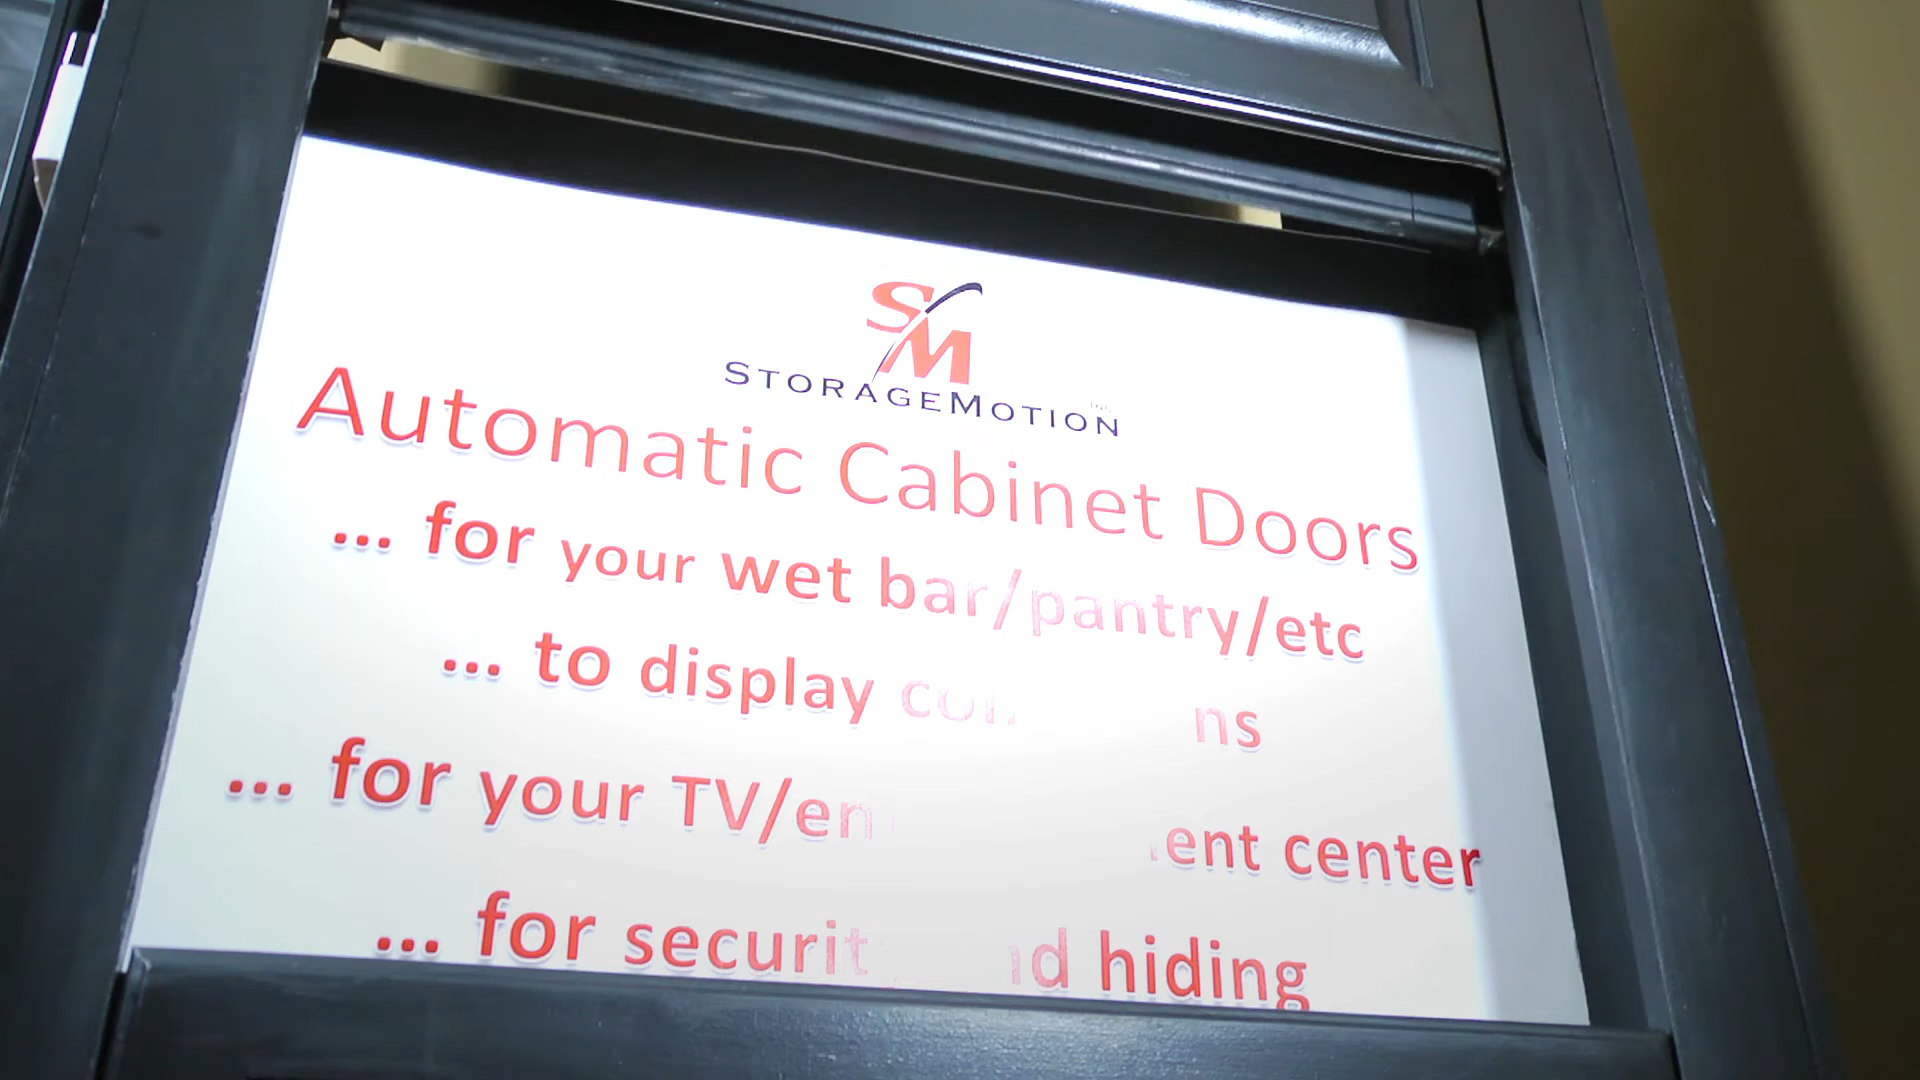 SM
STORAGEMOTION INC
Automatic Cabinet Doors
... for your wet bar/pantry/etc
... to display
... for your TV/ center
... for hiding